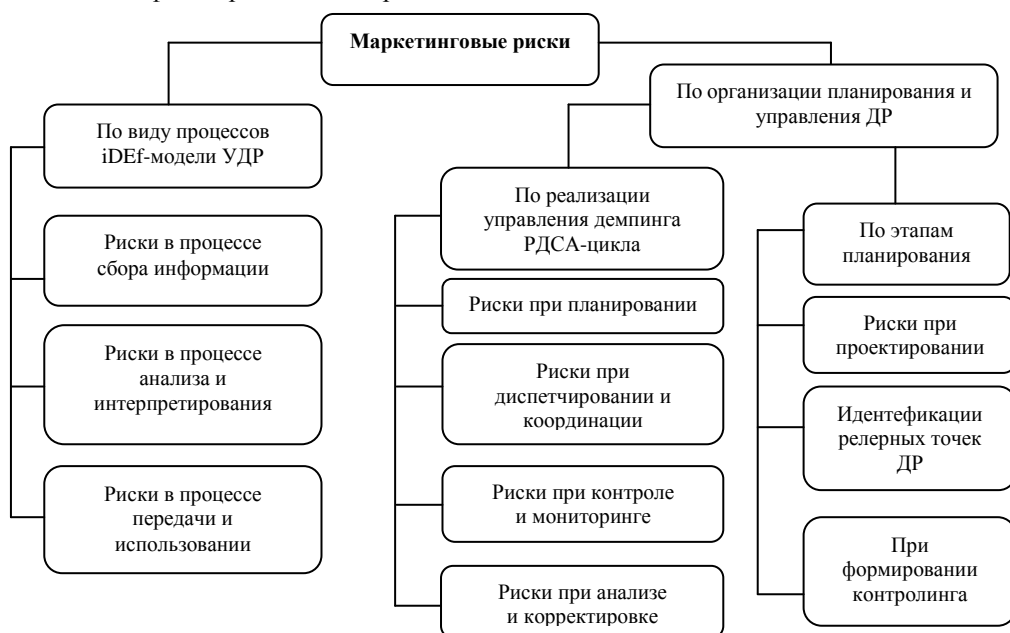 Маркетинговые риски
По организации планирования и
управления ДР
По виду процессов
iDEf-модели УДР
Риски в процессе
сбора информации
Риски в процессе
анализа и
интерпретирования
Риски в процессе
передачи и
использовании
По реализации
управления демпинга
РДСА-цикла
Риски при планировании
Риски при
диспетчировании и
координации
Риски при контроле
и мониторинге
Риски при анализе
и корректировке
По этапам
планирования
Риски при
проектировании
Идентефикации
релерных точек
ДР
При
формировании
контролинга